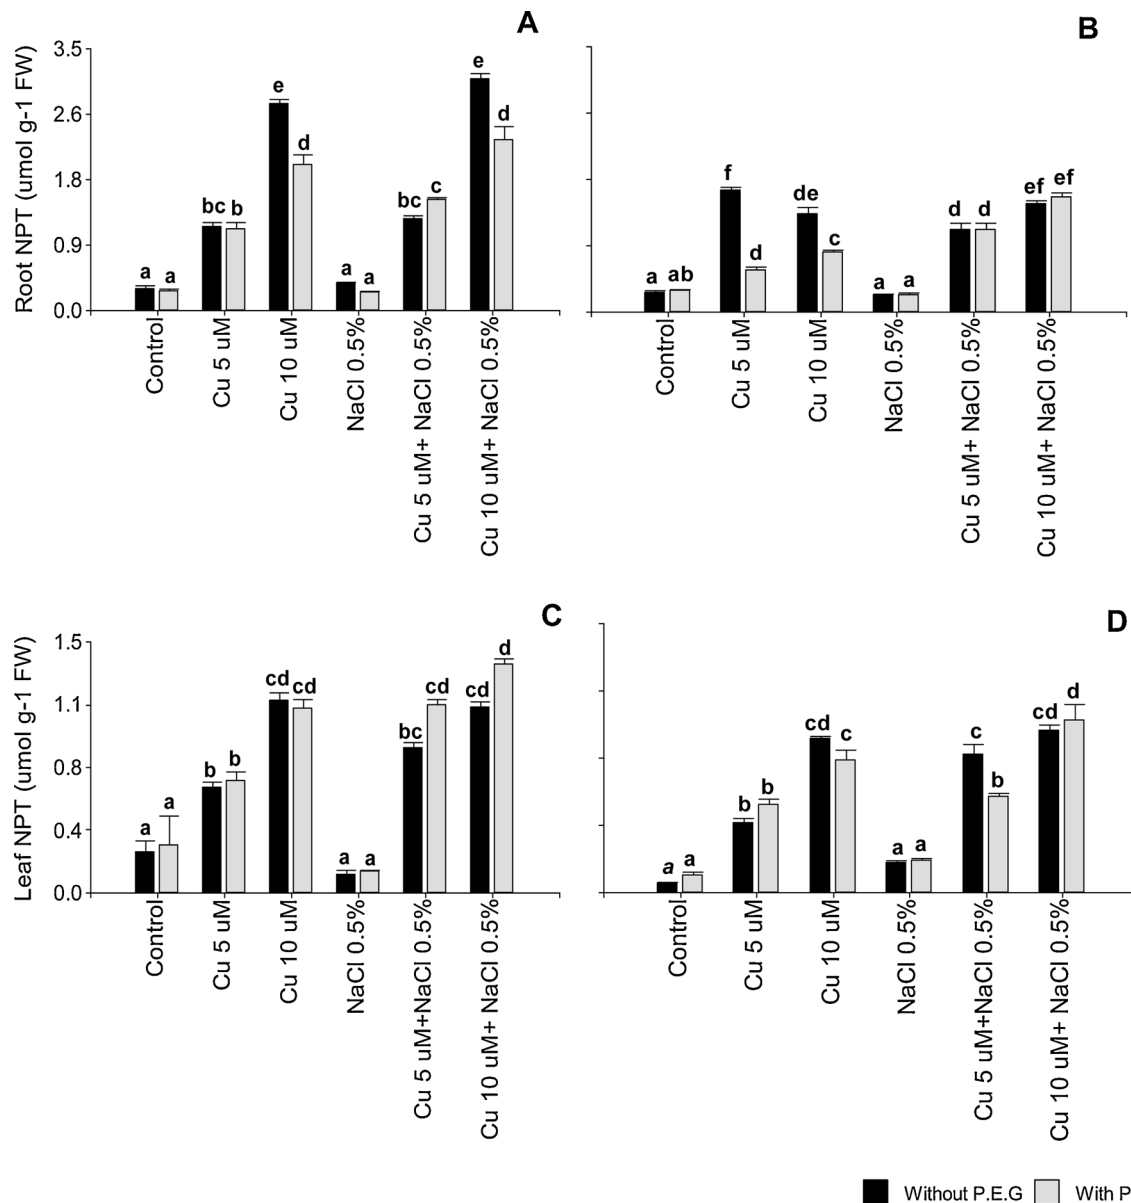 A
Root NPT (umol g-1 FW)
3.5
2.6
1.8
0.9
0.0
a a bc b e d a a bc c e d
Control
Cu 5 uM
Cu 10 uM
NaCl 0.5%
Cu 5 uM+ NaCl 0.5%
Cu 10 uM+ NaCl 0.5%
B
a ab f d de c a a d d ef ef
Control
Cu 5 uM
Cu 10 uM
NaCl 0.5%
Cu 5 uM+ NaCl 0.5%
Cu 10 uM+ NaCl 0.5%
C
Leaf NPT (umol g-1 FW)
1.5
1.1
0.8
0.4
0.0
a a b b cd cd a a bc cd cd d
Control
Cu 5 uM
Cu 10 uM
NaCl 0.5%
Cu 5 uM+NaCl 0.5%
Cu 10 uM+ NaCl 0.5%
D
a a b b cd c a a c b cd d
Control
Cu 5 uM
Cu 10 uM
NaCl 0.5%
Cu 5 uM+NaCl 0.5%
Cu 10 uM+ NaCl 0.5%
Without P.E.G With P